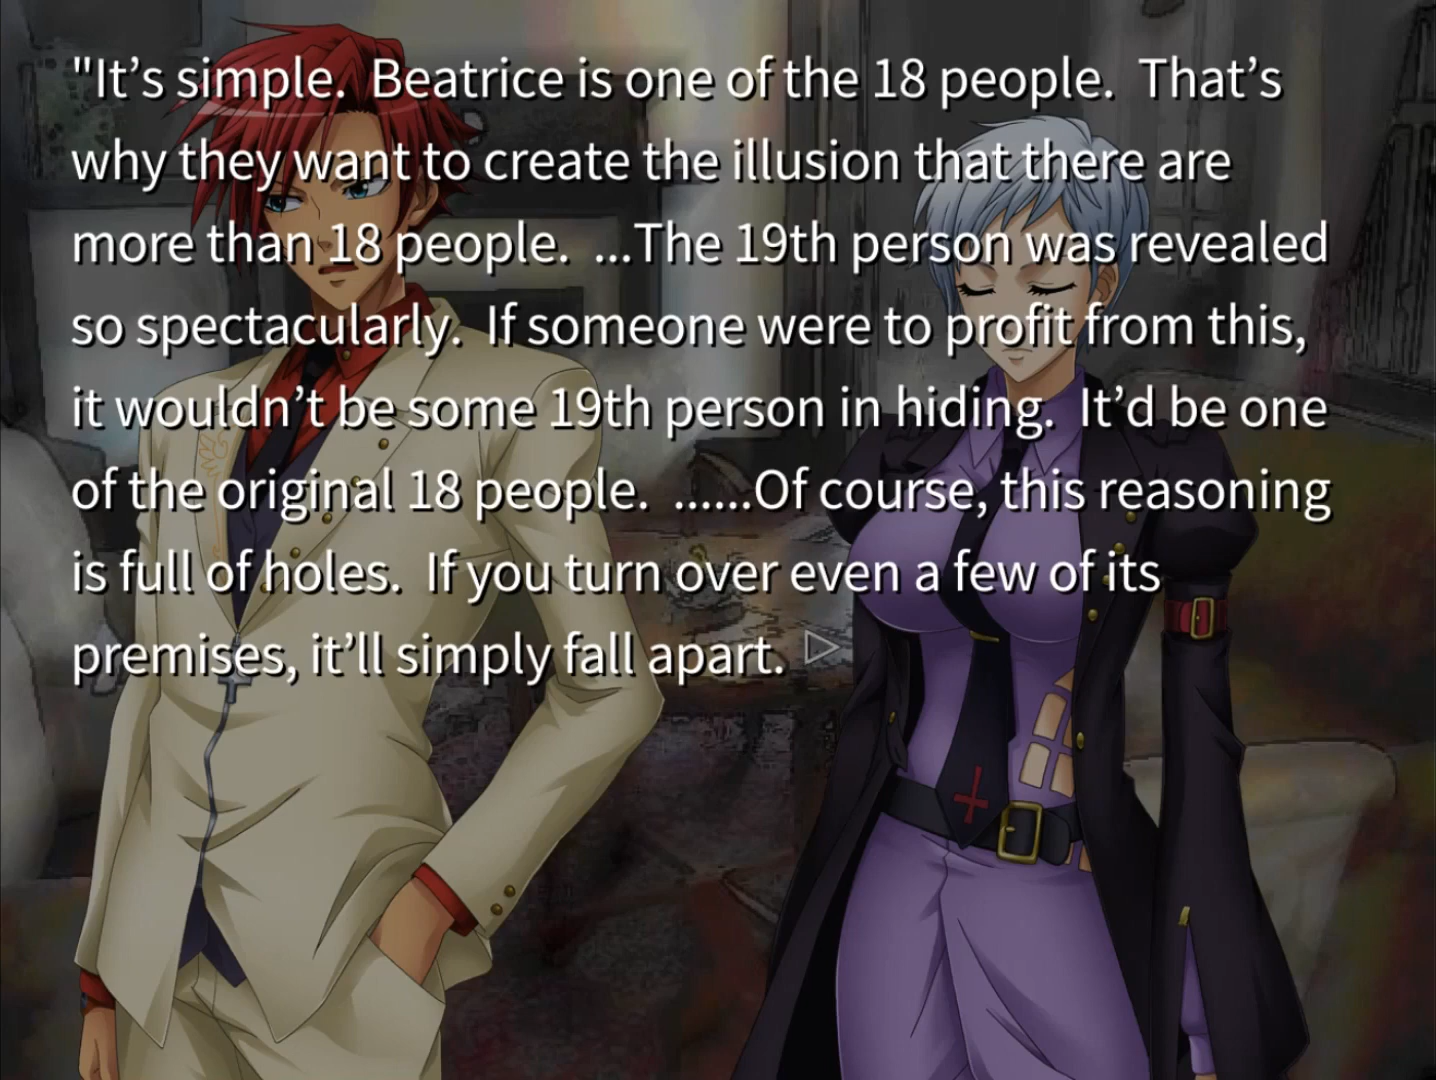 "It’s simple.  Beatrice is one of the 18 people.  That’s
why they want to create the illusion that there are
more than 18 people.  ...The 19th person was revealed
so spectacularly.  If someone were to profit from this,
it wouldn’t be some 19th person in hiding.  It’d be one
of the original 18 people.  ......Of course, this reasoning
is full of holes.  If you turn over even a few of its
premises, it’ll simply fall apart.